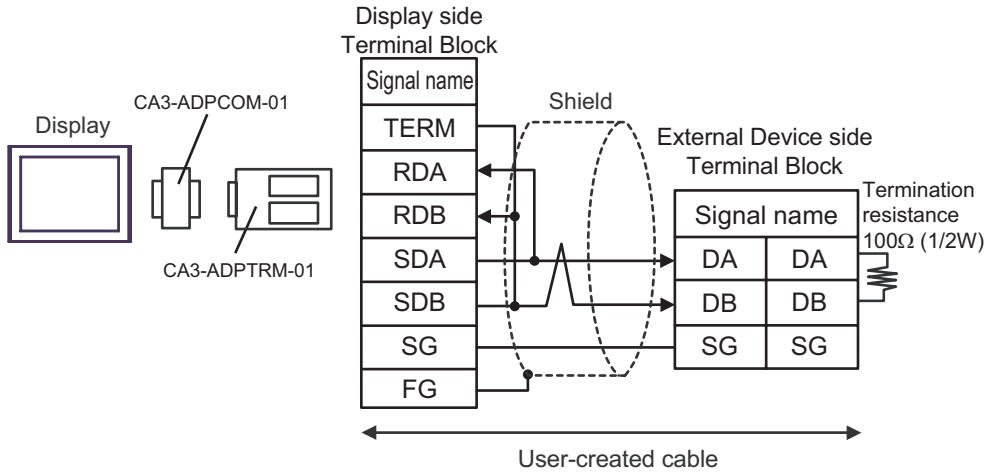 Display side
Terminal Block
Signal name
TERM
RDA
RDB
SDA
SDB
SG
FG
CA3-ADPCOM-01
Display
CA3-ADPTRM-01
Shield
External Device side
Terminal Block
Signal name
DA DA
DB DB
SG SG
Termination
resistance
100Ω (1/2W)
User-created cable